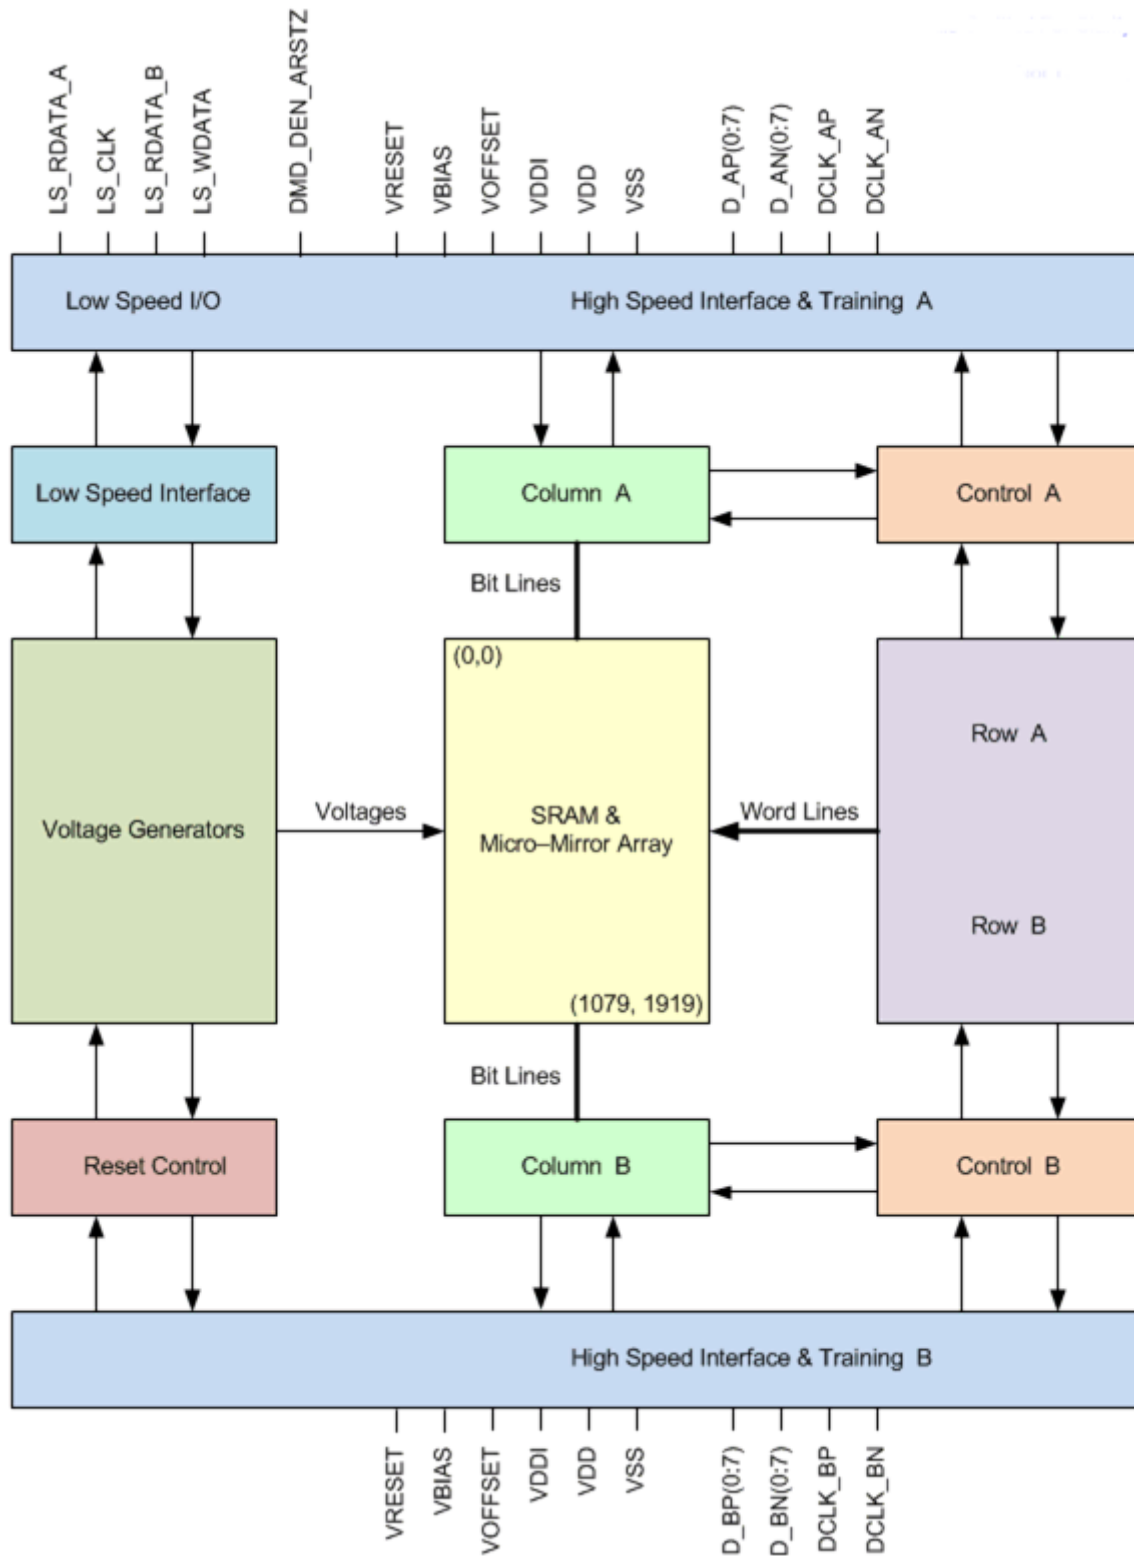 LS_RDATA_A
LS_CLK
LS_RDATA_B
LS_WDATA
DMD_DEN_ARSTZ
VRESET
VBIAS
VOFFSET
VDDI
VDD
VSS
D_AP(0:7)
D_AN(0:7)
DCLK_AP
DCLK_AN
Low Speed I/O
High Speed Interface & Training A
Low Speed Interface
Column A
Control A
Bit Lines
(0,0)
Row A
Voltage Generators
Voltages
SRAM &
Micro–Mirror Array
Word Lines
Row B
(1079, 1919)
Bit Lines
Reset Control
Column B
Control B
High Speed Interface & Training B
VRESET
VBIAS
VOFFSET
VDDI
VDD
VSS
D_BP(0:7)
D_BN(0:7)
DCLK_BP
DCLK_BN